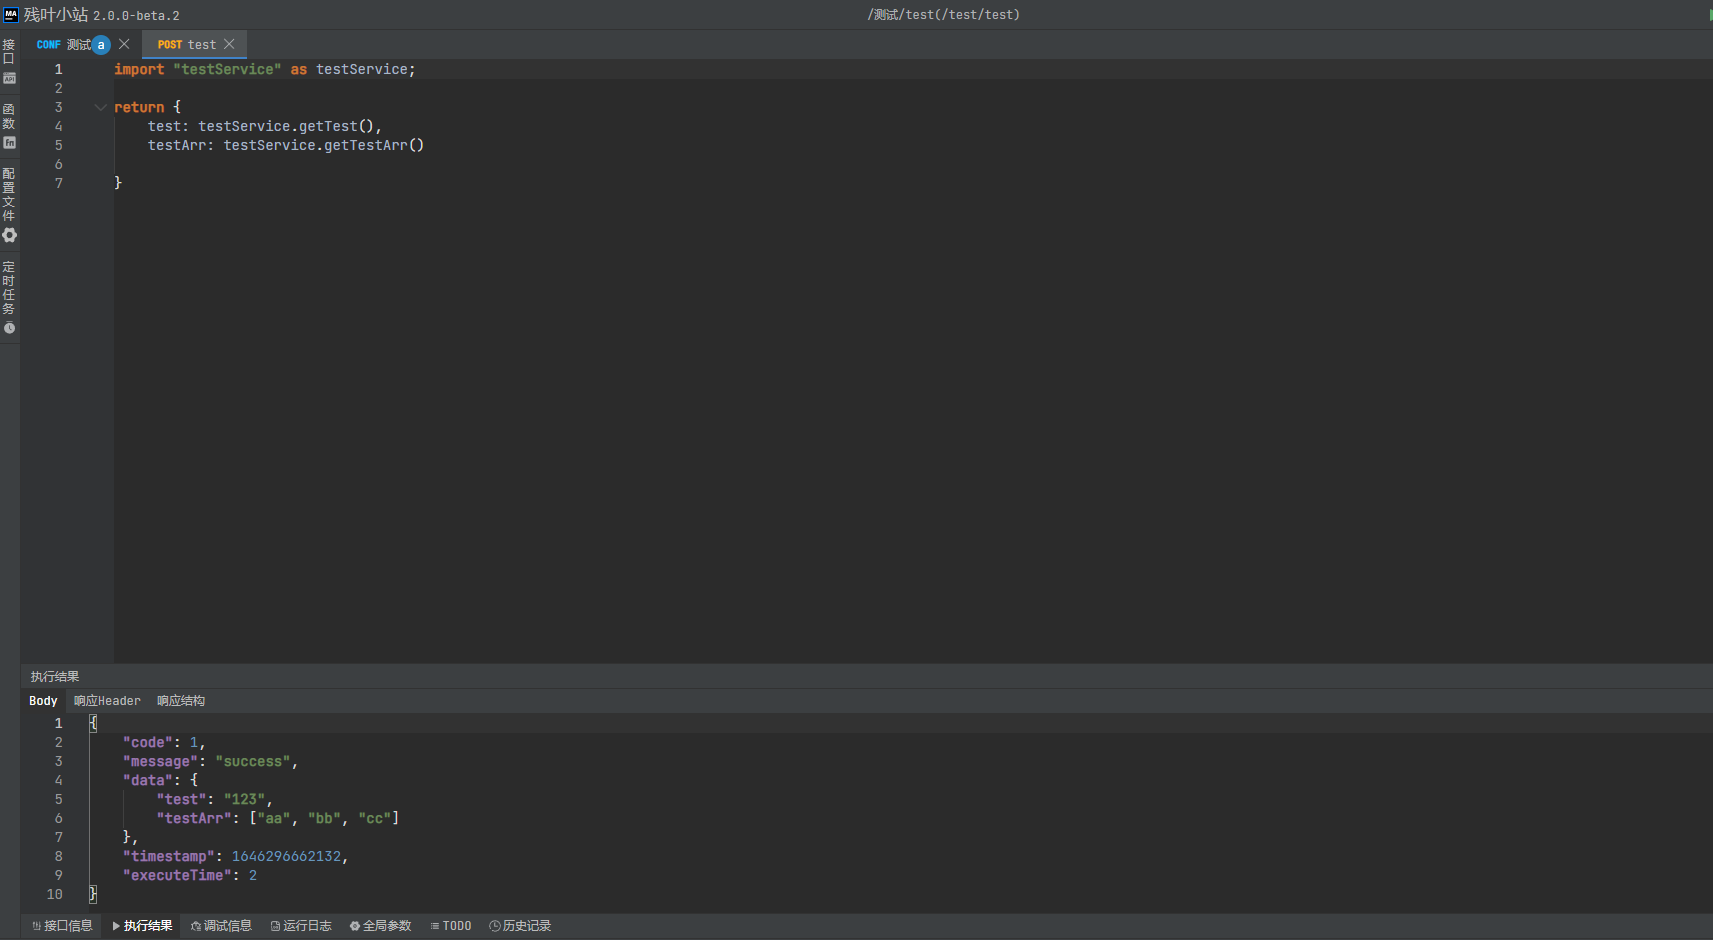 MA 残叶小站 2.0.0-beta.2 /测试/test(/test/test)
CONF 测试 a POST test
接口
API
函数
fn
配置文件
定时任务
1 import "testService" as testService;
2
3 return {
4 test: testService.getTest(),
5 testArr: testService.getTestArr()
6
7 }
执行结果
Body 响应Header 响应结构
1 {
2 "code": 1,
3 "message": "success",
4 "data": {
5 "test": "123",
6 "testArr": ["aa", "bb", "cc"]
7 },
8 "timestamp": 1646296662132,
9 "executeTime": 2
10 }
接口信息 执行结果 调试信息 运行日志 全局参数 TODO 历史记录